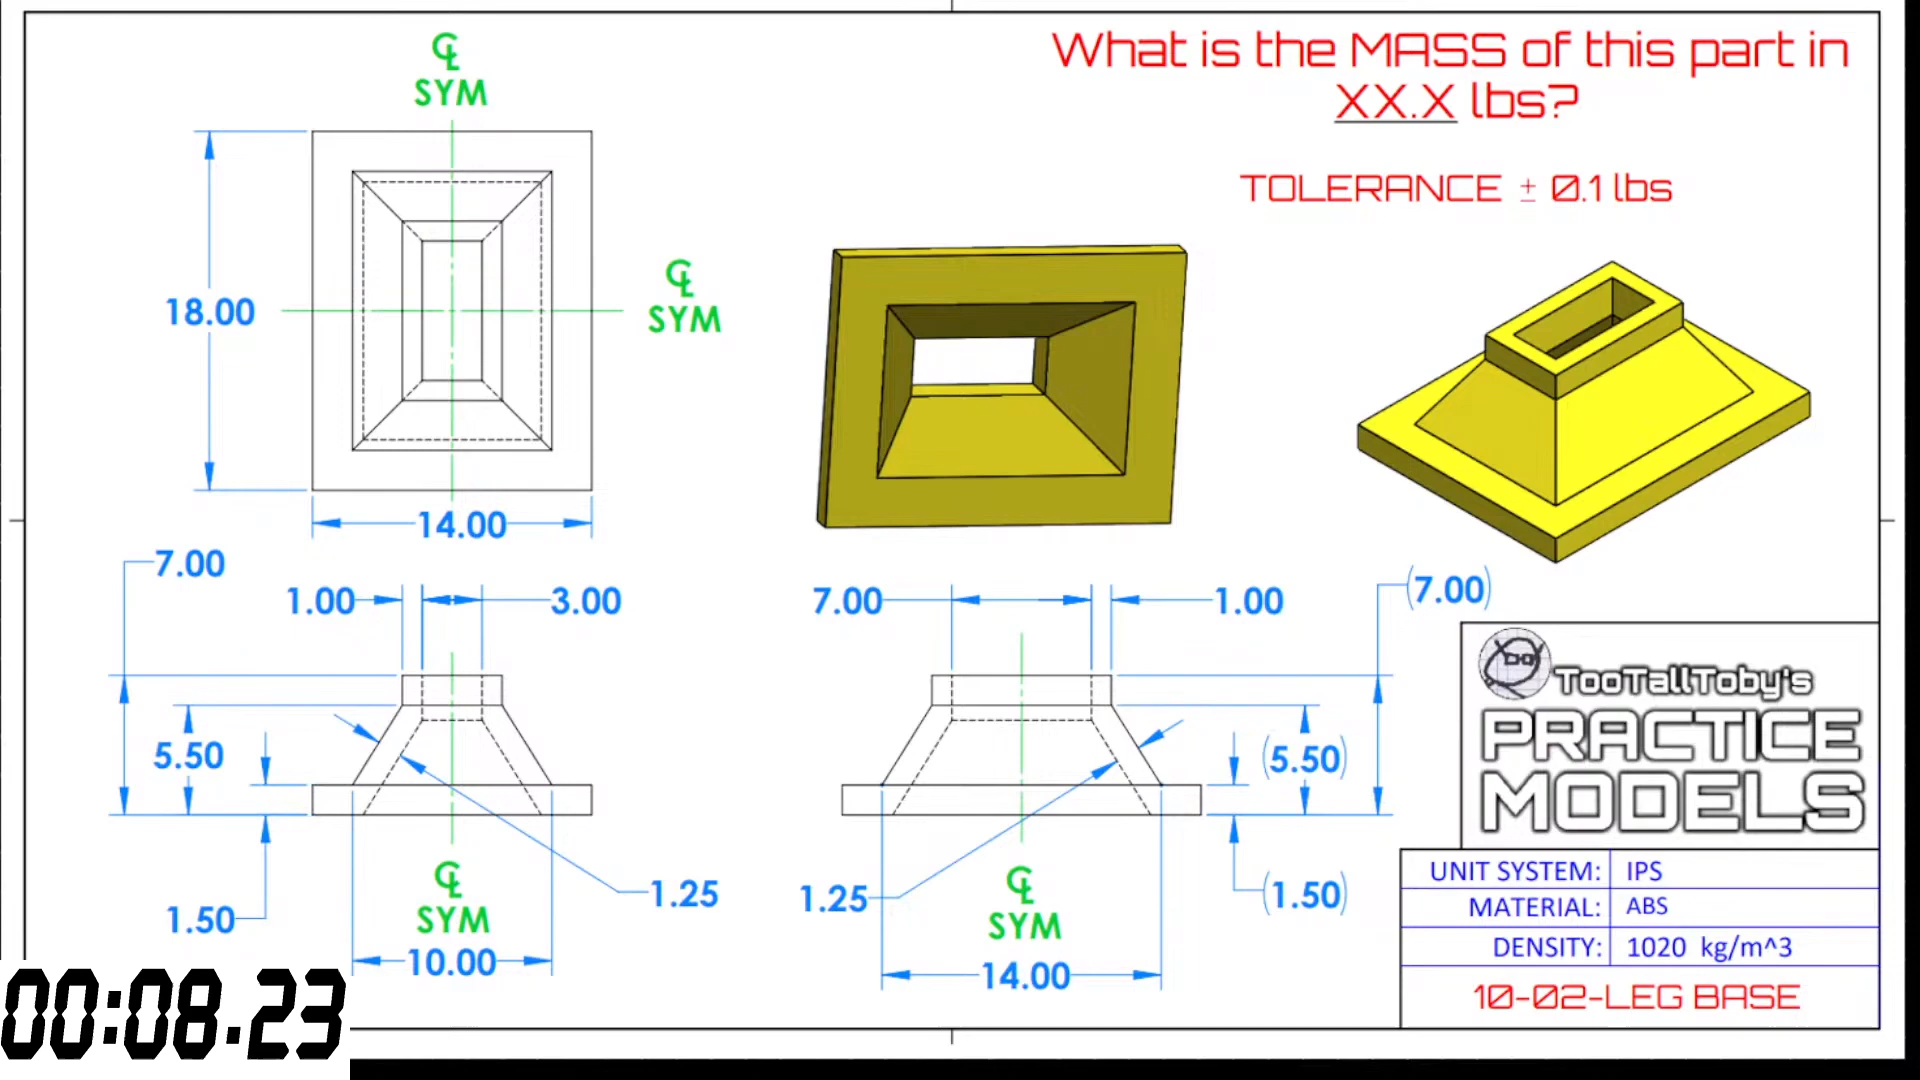 What is the MASS of this part in
XX.X lbs?
TOLERANCE ± 0.1 lbs
℄
SYM
18.00
℄
SYM
14.00
7.00
1.00
3.00
7.00
1.00
(7.00)
5.50
(5.50)
1.50
1.25
1.25
(1.50)
℄
SYM
10.00
℄
SYM
14.00
TooTallToby's
PRACTICE
MODELS
UNIT SYSTEM: IPS
MATERIAL: ABS
DENSITY: 1020 kg/m^3
10-02-LEG BASE
00:08.23